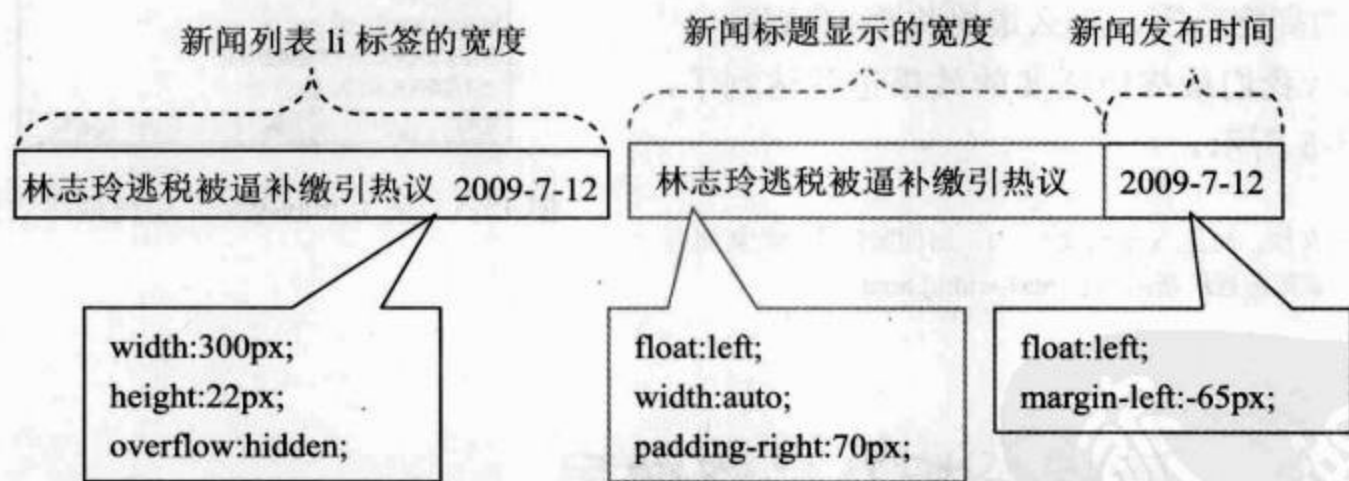 新闻列表 li 标签的宽度
新闻标题显示的宽度
新闻发布时间
林志玲逃税被逼补缴引热议 2009-7-12
林志玲逃税被逼补缴引热议
2009-7-12
width:300px;
height:22px;
overflow:hidden;
float:left;
width:auto;
padding-right:70px;
float:left;
margin-left:-65px;